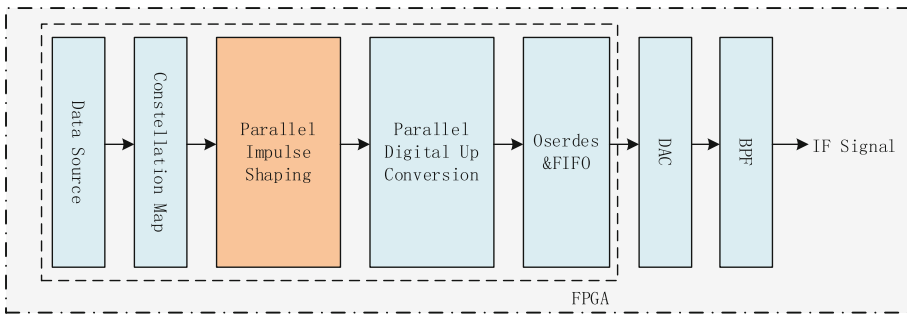 Data Source
Constellation Map
Parallel
Impulse
Shaping
Parallel
Digital Up
Conversion
Oserdes
&FIFO
DAC
BPF
IF Signal
FPGA